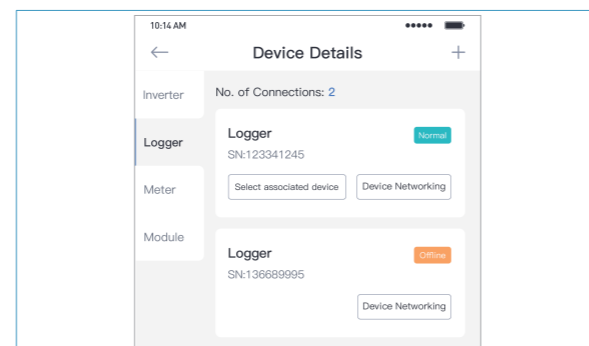 10:14 AM
Device Details
Inverter
Logger
Meter
Module
No. of Connections: 2
Logger
Normal
SN:123341245
Select associated device
Device Networking
Logger
Offline
SN:136689995
Device Networking